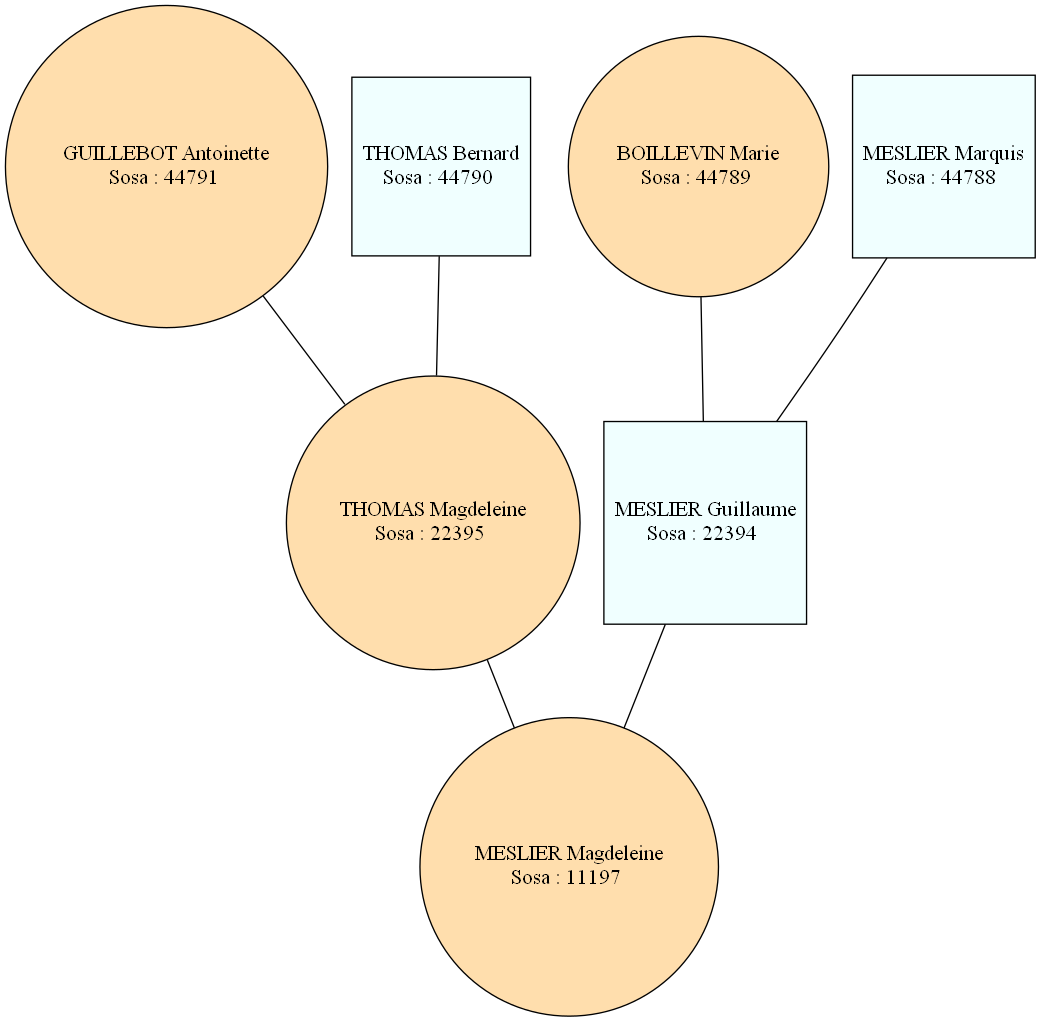 GUILLEBOT Antoinette
Sosa : 44791
THOMAS Bernard
Sosa : 44790
BOILLEVIN Marie
Sosa : 44789
MESLIER Marquis
Sosa : 44788
THOMAS Magdeleine
Sosa : 22395
MESLIER Guillaume
Sosa : 22394
MESLIER Magdeleine
Sosa : 11197